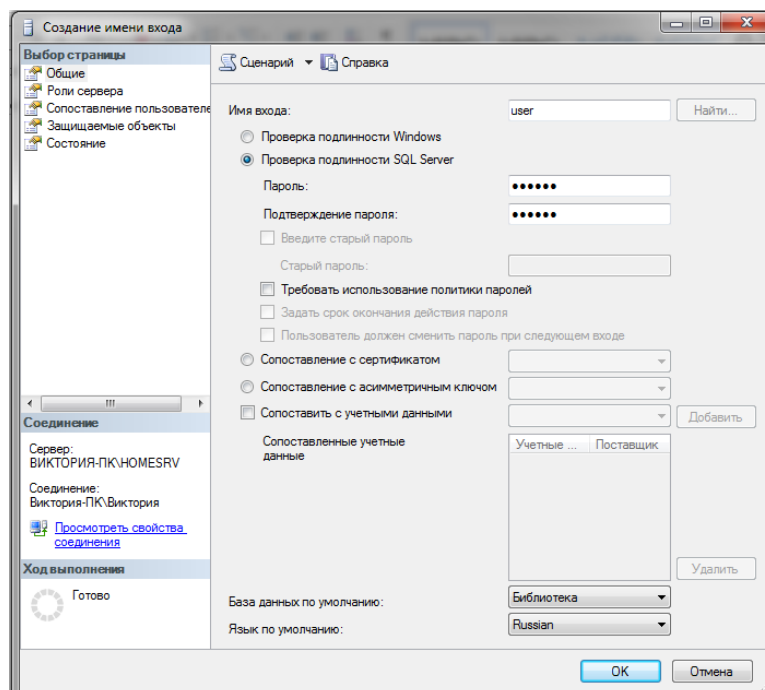 Создание имени входа
Выбор страницы
Общие
Роли сервера
Сопоставление пользователе
Защищаемые объекты
Состояние
Соединение
Сервер:
ВИКТОРИЯ-ПК\HOMESRV
Соединение:
Виктория-ПК\Виктория
Просмотреть свойства
соединения
Ход выполнения
Готово
Сценарий Справка
Имя входа: user Найти...
Проверка подлинности Windows
Проверка подлинности SQL Server
Пароль: ••••••
Подтверждение пароля: ••••••
Введите старый пароль
Старый пароль:
Требовать использование политики паролей
Задать срок окончания действия пароля
Пользователь должен сменить пароль при следующем входе
Сопоставление с сертификатом
Сопоставление с асимметричным ключом
Сопоставить с учетными данными Добавить
Сопоставленные учетные
данные
Учетные ... Поставщик
Удалить
База данных по умолчанию: Библиотека
Язык по умолчанию: Russian
OK Отмена